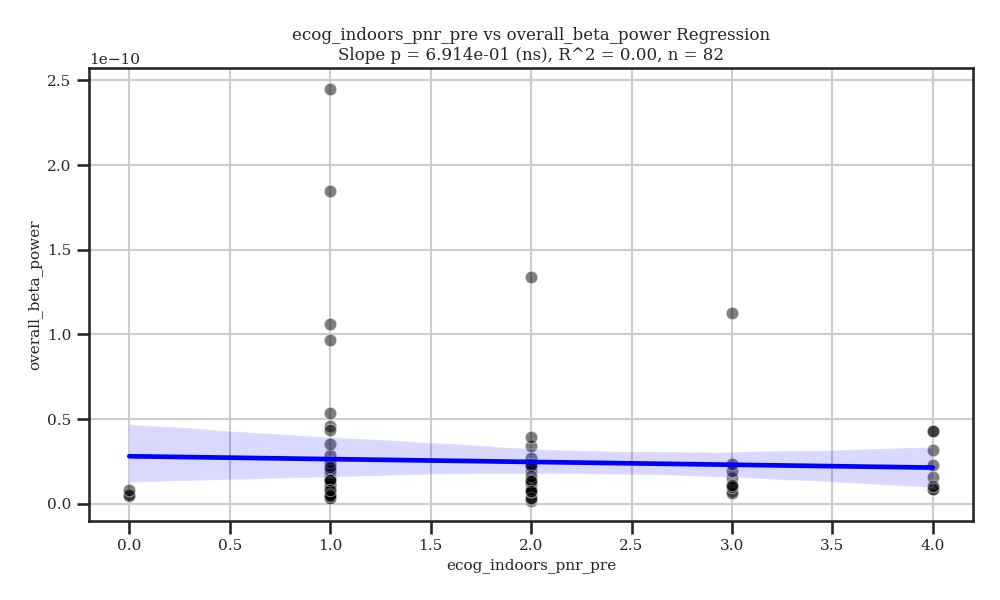 ecog_indoors_pnr_pre vs overall_beta_power Regression
Slope p = 6.914e-01 (ns), R^2 = 0.00, n = 82
1e−10
2.5
2.0
1.5
1.0
0.5
0.0
overall_beta_power
0.0 0.5 1.0 1.5 2.0 2.5 3.0 3.5 4.0
ecog_indoors_pnr_pre